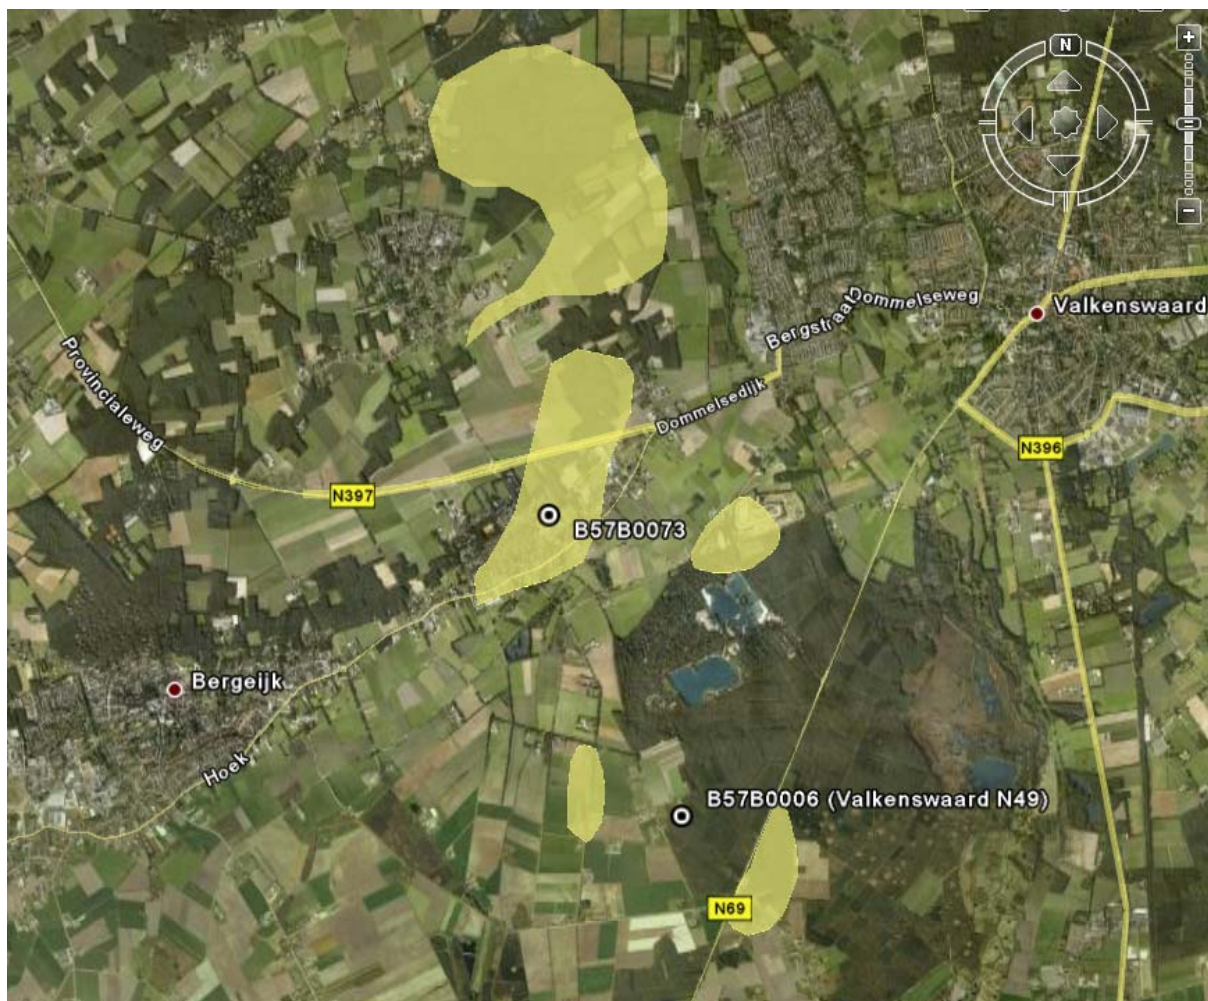 N
Dommelseweg
Bergstraat
Valkenswaard
Provincialeweg
Dommelsedijk
N396
N397
B57B0073
Bergeijk
Hoek
B57B0006 (Valkenswaard N49)
N69